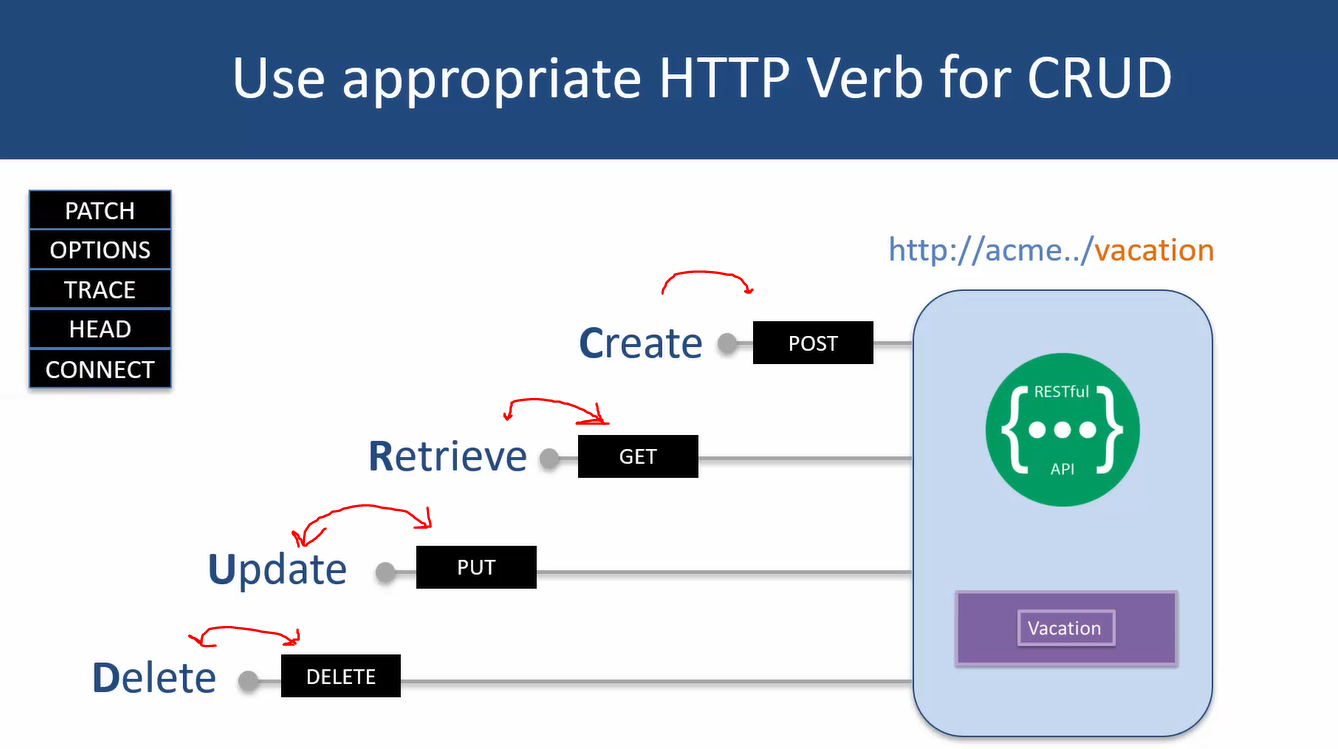 Use appropriate HTTP Verb for CRUD
PATCH
OPTIONS
TRACE
HEAD
CONNECT
http://acme../vacation
Create
POST
RESTful
API
Retrieve
GET
Update
PUT
Vacation
Delete
DELETE